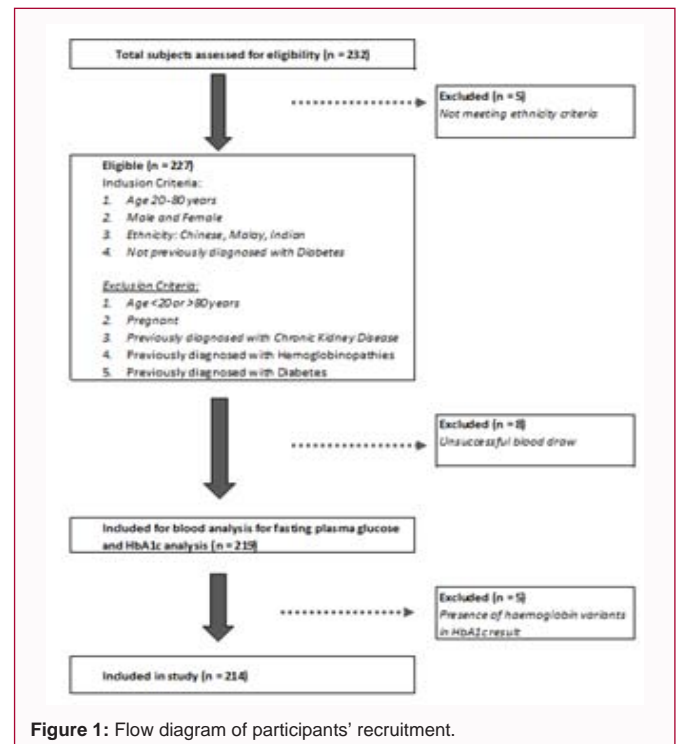 Total subjects assessed for eligibility (n = 232)
Excluded (n = 5)
Not meeting ethnicity criteria
Eligible (n = 227)
Inclusion Criteria:
1. Age 20-80 years
2. Male and Female
3. Ethnicity: Chinese, Malay, Indian
4. Not previously diagnosed with Diabetes
Exclusion Criteria:
1. Age <20 or >80 years
2. Pregnant
3. Previously diagnosed with Chronic Kidney Disease
4. Previously diagnosed with Hemoglobinopathies
5. Previously diagnosed with Diabetes
Excluded (n = 8)
Unsuccessful blood draw
Included for blood analysis for fasting plasma glucose
and HbA1c analysis (n = 219)
Excluded (n = 5)
Presence of haemoglobin variants
in HbA1c result
Included in study (n = 214)
Figure 1: Flow diagram of participants' recruitment.